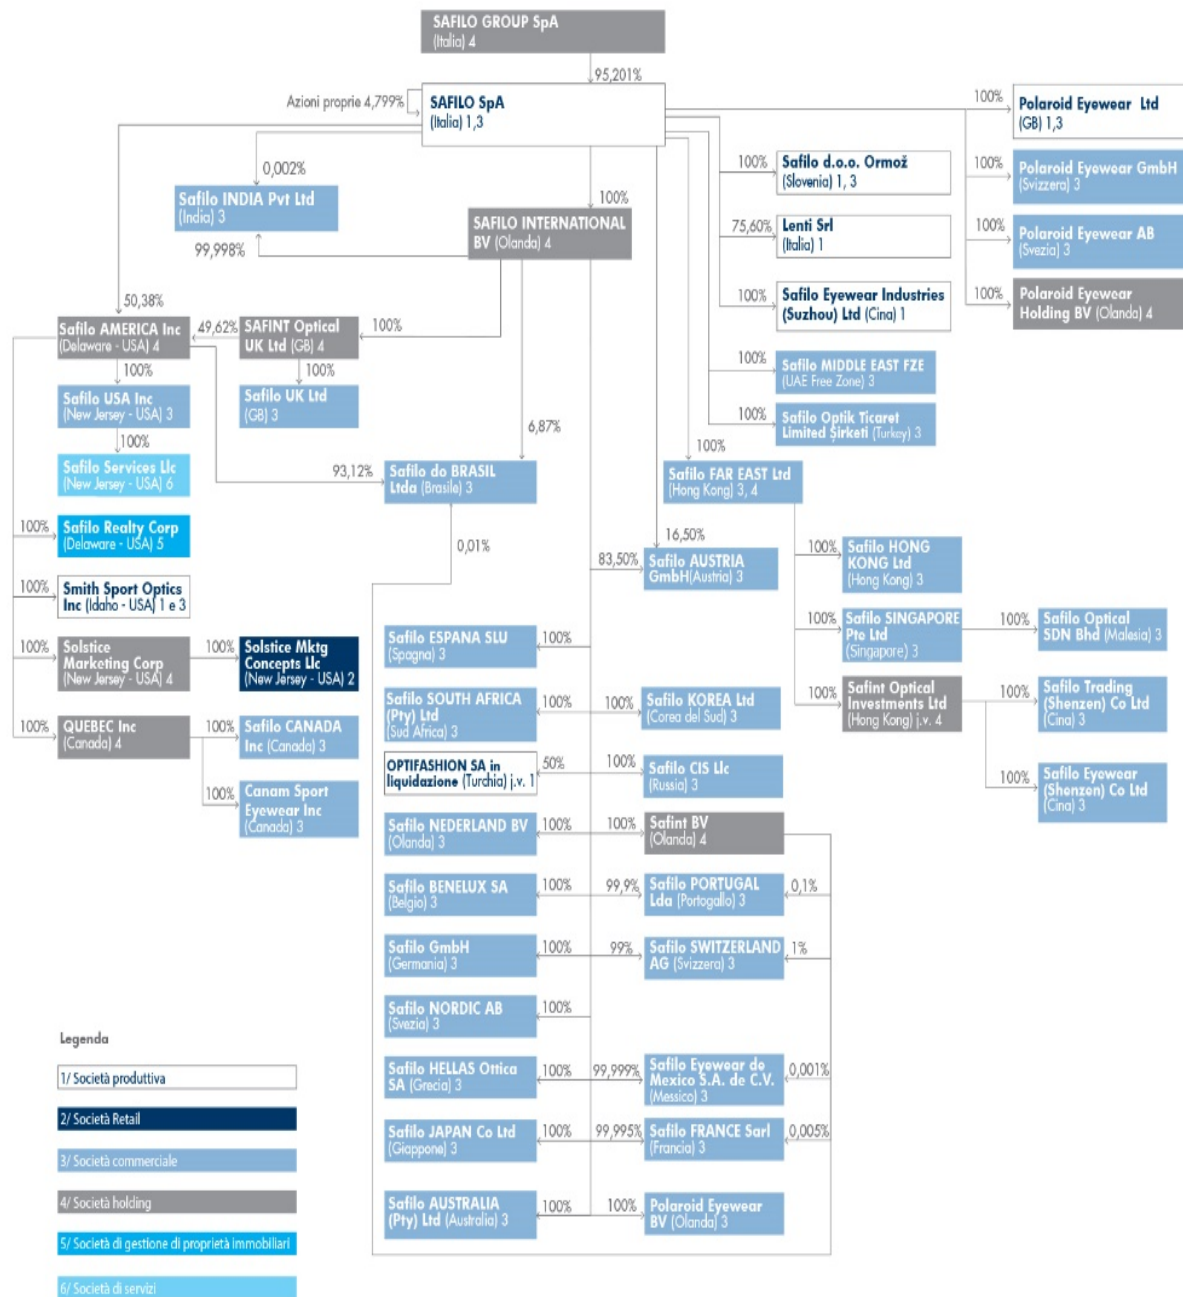 SAFILO GROUP SpA
(Italia) 4
95,201%
Azioni proprie 4,799%
SAFILO SpA
(Italia) 1,3
100%
Polaroid Eyewear Ltd
(GB) 1,3
0,002%
100%
Safilo d.o.o. Ormož
(Slovenia) 1, 3
100%
Polaroid Eyewear GmbH
(Svizzera) 3
Safilo INDIA Pvt Ltd
(India) 3
100%
SAFILO INTERNATIONAL
BV (Olanda) 4
99,998%
75,60%
Lenti Srl
(Italia) 1
100%
Polaroid Eyewear AB
(Svezia) 3
50,38%
100%
Safilo Eyewear Industries
(Suzhou) Ltd (Cina) 1
100%
Polaroid Eyewear
Holding BV (Olanda) 4
Safilo AMERICA Inc
(Delaware - USA) 4
49,62%
SAFINT Optical
UK Ltd (GB) 4
100%
100%
Safilo MIDDLE EAST FZE
(UAE Free Zone) 3
100%
Safilo USA Inc
(New Jersey - USA) 3
100%
Safilo UK Ltd
(GB) 3
100%
Safilo Optik Ticaret
Limited Şirketi (Turkey) 3
100%
Safilo Services Llc
(New Jersey - USA) 6
93,12%
6,87%
Safilo do BRASIL
Ltda (Brasile) 3
100%
Safilo FAR EAST Ltd
(Hong Kong) 3, 4
100%
Safilo Realty Corp
(Delaware - USA) 5
0,01%
16,50%
83,50%
Safilo AUSTRIA
GmbH(Austria) 3
100%
Safilo HONG
KONG Ltd
(Hong Kong) 3
100%
Smith Sport Optics
Inc (Idaho - USA) 1 e 3
100%
Safilo SINGAPORE
Pte Ltd
(Singapore) 3
100%
Safilo Optical
SDN Bhd (Malesia) 3
100%
Solstice
Marketing Corp
(New Jersey - USA) 4
100%
Solstice Mktg
Concepts Llc
(New Jersey - USA) 2
Safilo ESPANA SLU
(Spagna) 3
100%
100%
Safint Optical
Investments Ltd
(Hong Kong) j.v. 4
100%
Safilo Trading
(Shenzen) Co Ltd
(Cina) 3
100%
QUEBEC Inc
(Canada) 4
100%
Safilo CANADA
Inc (Canada) 3
Safilo SOUTH AFRICA
(Pty) Ltd
(Sud Africa) 3
100%
100%
Safilo KOREA Ltd
(Corea del Sud) 3
100%
Canam Sport
Eyewear Inc
(Canada) 3
OPTIFASHION SA in
liquidazione (Turchia) j.v. 1
50%
100%
Safilo CIS Llc
(Russia) 3
100%
Safilo Eyewear
(Shenzen) Co Ltd
(Cina) 3
Safilo NEDERLAND BV
(Olanda) 3
100%
100%
Safint BV
(Olanda) 4
Safilo BENELUX SA
(Belgio) 3
100%
99,9%
Safilo PORTUGAL
Lda (Portogallo) 3
0,1%
Safilo GmbH
(Germania) 3
100%
99%
Safilo SWITZERLAND
AG (Svizzera) 3
1%
Safilo NORDIC AB
(Svezia) 3
100%
Safilo HELLAS Ottica
SA (Grecia) 3
100%
99,999%
Safilo Eyewear de
Mexico S.A. de C.V.
(Messico) 3
0,001%
Safilo JAPAN Co Ltd
(Giappone) 3
100%
99,995%
Safilo FRANCE Sarl
(Francia) 3
0,005%
Safilo AUSTRALIA
(Pty) Ltd (Australia) 3
100%
100%
Polaroid Eyewear
BV (Olanda) 3
Legenda
1/ Società produttiva
2/ Società Retail
3/ Società commerciale
4/ Società holding
5/ Società di gestione di proprietà immobiliari
6/ Società di servizi